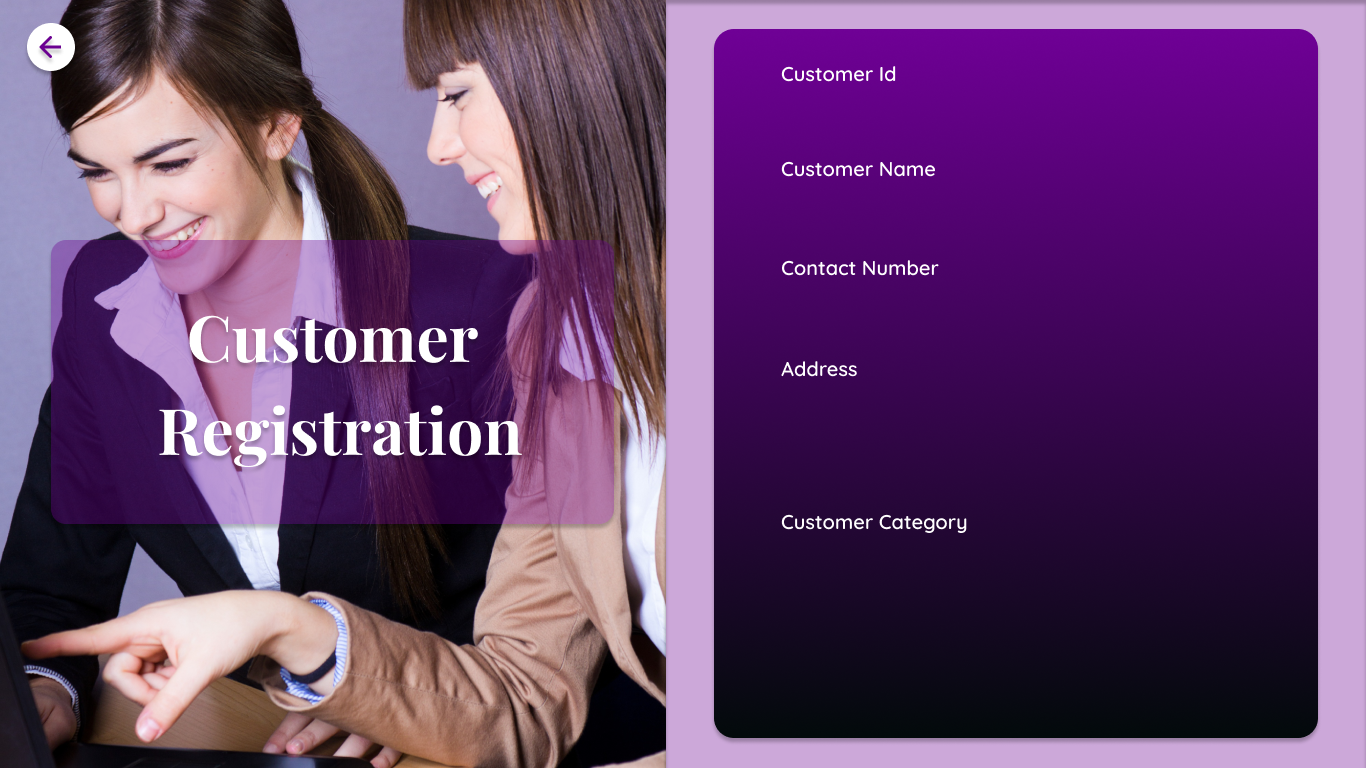 Customer
Registration
Customer Id
Customer Name
Contact Number
Address
Customer Category